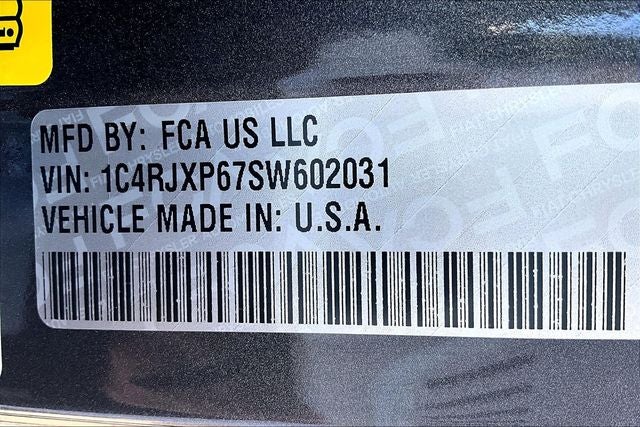 MFD BY: FCA US LLC
VIN: 1C4RJXP67SW602031
VEHICLE MADE IN: U.S.A.